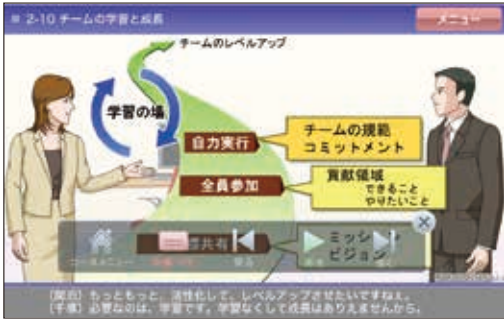 2-10 チームの学習と成長
メニュー
チームのレベルアップ
学習の場
自力実行
チームの規範
コミットメント
全員参加
貢献領域
できること
やりたいこと
共有
ミッション
ビジョン
もっともっと、活性化して、レベルアップさせたいですねぇ。
必要なのは、学習です。学習なくして成長はありえませんから。